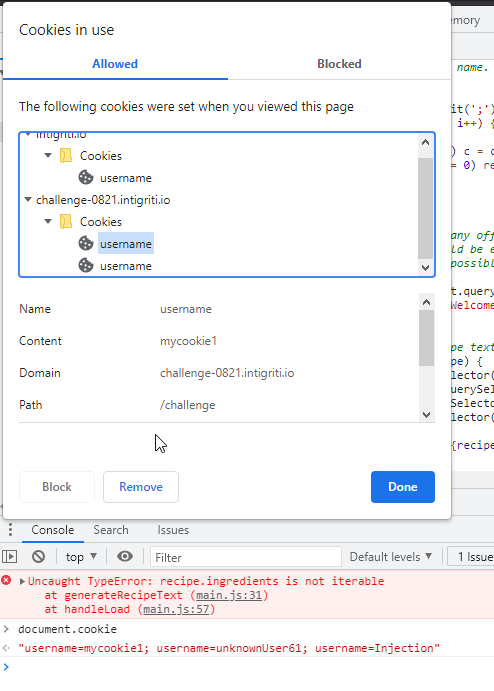 Cookies in use
emory
Allowed
Blocked
The following cookies were set when you viewed this page
intigriti.io
Cookies
username
challenge-0821.intigriti.io
Cookies
username
username
Name username
Content mycookie1
Domain challenge-0821.intigriti.io
Path /challenge
Block Remove Done
name.
it(';')
i++) {
) c = c
= 0) re
any off
ld be e
possibl
t.query
Welcome
pe text
pe) {
lector(
uerySel
Selecto
lector(
{recipe
Console Search Issues
top ▾ Filter Default levels ▾ 1 Issue
Uncaught TypeError: recipe.ingredients is not iterable
at generateRecipeText (main.js:31)
at handleLoad (main.js:57)
> document.cookie
"username=mycookie1; username=unknownUser61; username=Injection"
>